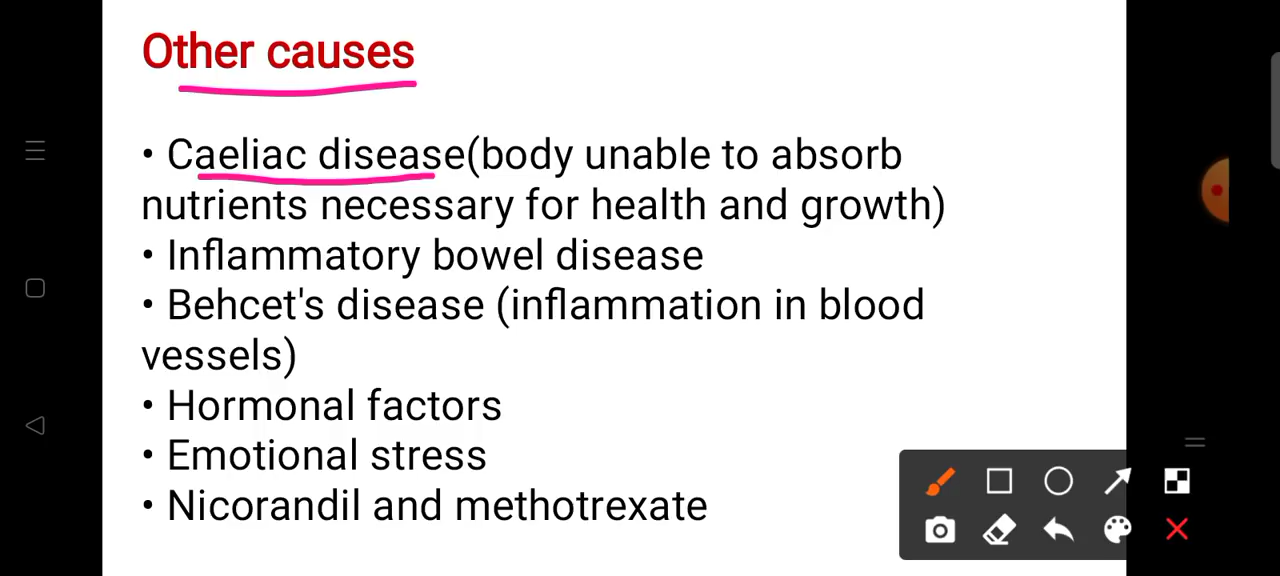 Other causes
• Caeliac disease(body unable to absorb
nutrients necessary for health and growth)
• Inflammatory bowel disease
• Behcet's disease (inflammation in blood
vessels)
• Hormonal factors
• Emotional stress
• Nicorandil and methotrexate